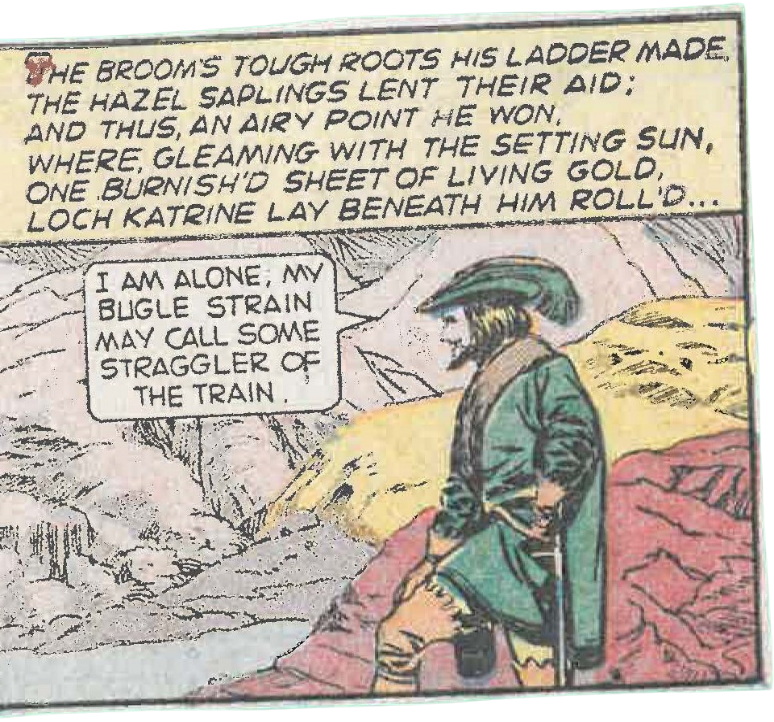 THE BROOM'S TOUGH ROOTS HIS LADDER MADE,
THE HAZEL SAPLINGS LENT THEIR AID;
AND THUS, AN AIRY POINT HE WON,
WHERE, GLEAMING WITH THE SETTING SUN,
ONE BURNISH'D SHEET OF LIVING GOLD,
LOCH KATRINE LAY BENEATH HIM ROLL'D...
I AM ALONE; MY
BUGLE STRAIN
MAY CALL SOME
STRAGGLER OF
THE TRAIN.